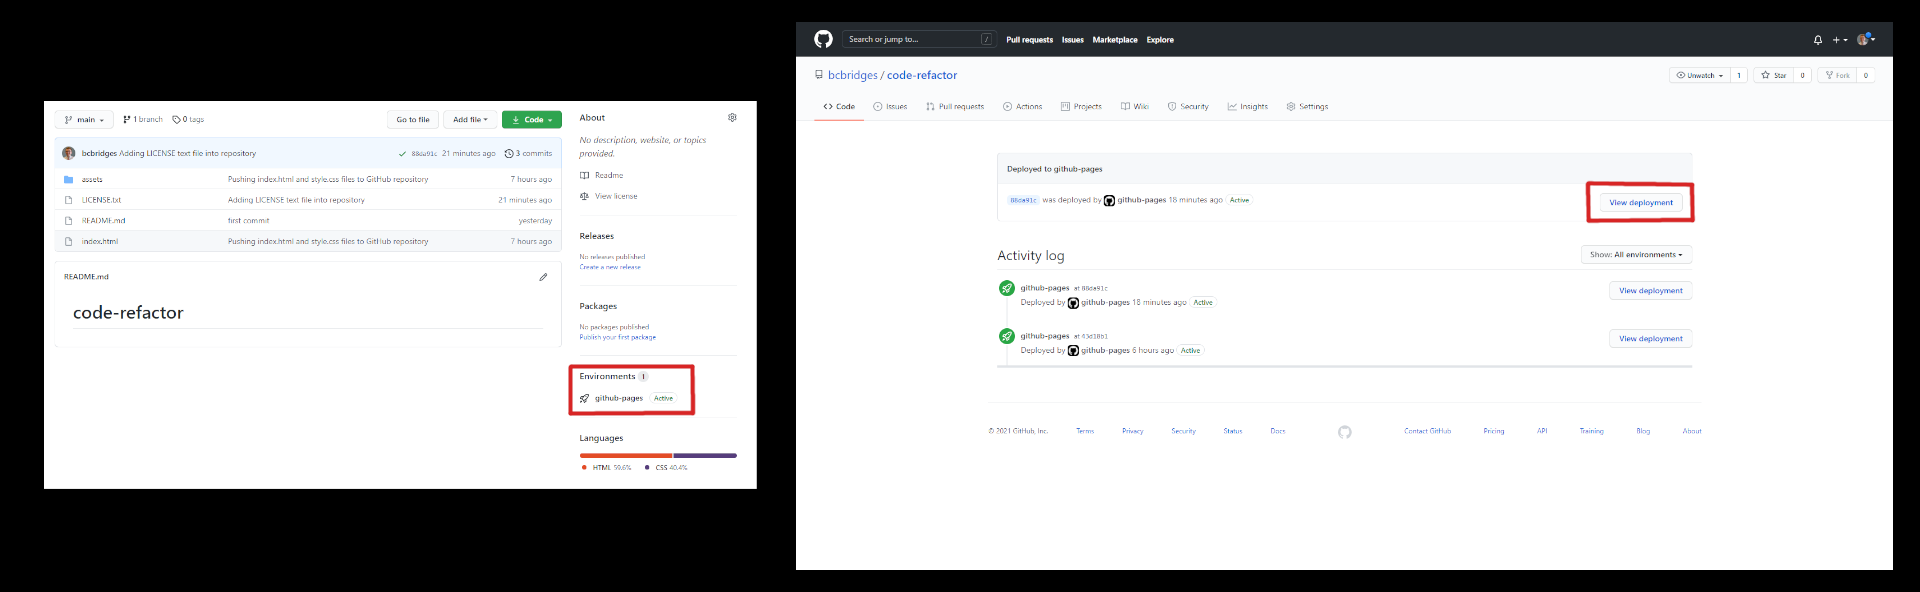 main
1 branch
0 tags
Go to file
Add file
Code
bcbridges Adding LICENSE text file into repository
88da91c 21 minutes ago
3 commits
assets
Pushing index.html and style.css files to GitHub repository
7 hours ago
LICENSE.txt
Adding LICENSE text file into repository
21 minutes ago
README.md
first commit
yesterday
index.html
Pushing index.html and style.css files to GitHub repository
7 hours ago
README.md
code-refactor
About
No description, website, or topics
provided.
Readme
View license
Releases
No releases published
Create a new release
Packages
No packages published
Publish your first package
Environments 1
github-pages Active
Languages
HTML 59.6% CSS 40.4%
Search or jump to... /
Pull requests Issues Marketplace Explore
bcbridges / code-refactor
Unwatch 1
Star 0
Fork 0
Code
Issues
Pull requests
Actions
Projects
Wiki
Security
Insights
Settings
Deployed to github-pages
88da91c was deployed by github-pages 18 minutes ago Active
View deployment
Activity log
Show: All environments
github-pages at 88da91c
Deployed by github-pages 18 minutes ago Active
View deployment
github-pages at 43d18b1
Deployed by github-pages 6 hours ago Active
View deployment
© 2021 GitHub, Inc.
Terms
Privacy
Security
Status
Docs
Contact GitHub
Pricing
API
Training
Blog
About